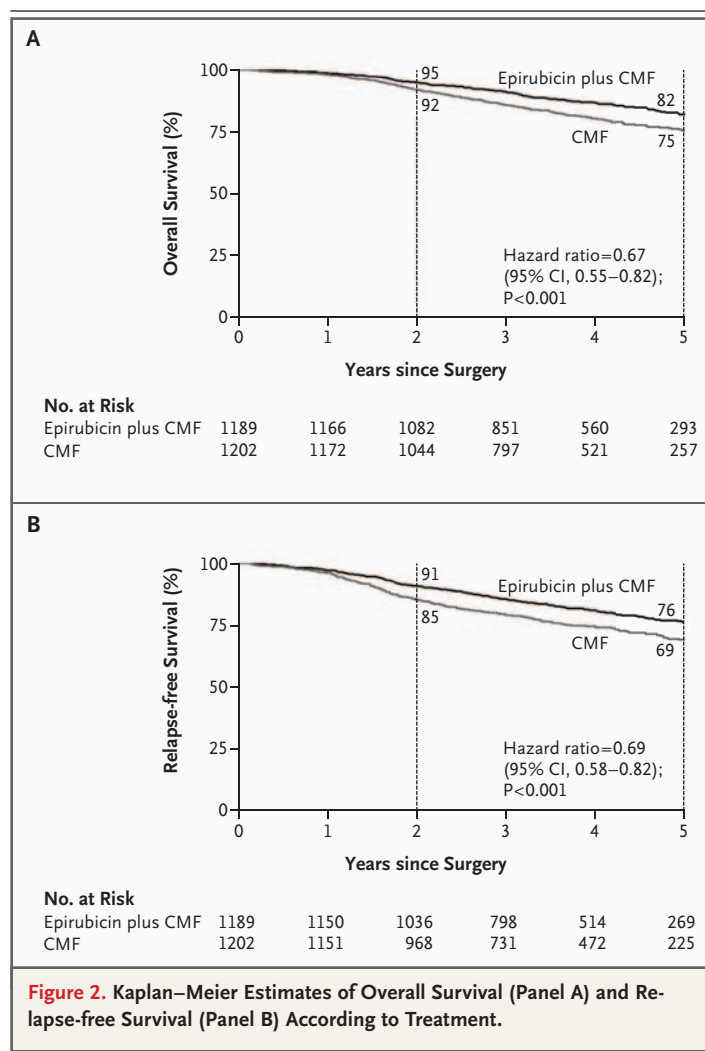 A
100
75
50
25
0
Overall Survival (%)
95
92
Epirubicin plus CMF
82
CMF
75
Hazard ratio=0.67
(95% CI, 0.55–0.82);
P<0.001
0 1 2 3 4 5
Years since Surgery
No. at Risk
Epirubicin plus CMF 1189 1166 1082 851 560 293
CMF 1202 1172 1044 797 521 257
B
100
75
50
25
0
Relapse-free Survival (%)
91
85
Epirubicin plus CMF
76
CMF
69
Hazard ratio=0.69
(95% CI, 0.58–0.82);
P<0.001
0 1 2 3 4 5
Years since Surgery
No. at Risk
Epirubicin plus CMF 1189 1150 1036 798 514 269
CMF 1202 1151 968 731 472 225
Figure 2. Kaplan–Meier Estimates of Overall Survival (Panel A) and Re-
lapse-free Survival (Panel B) According to Treatment.